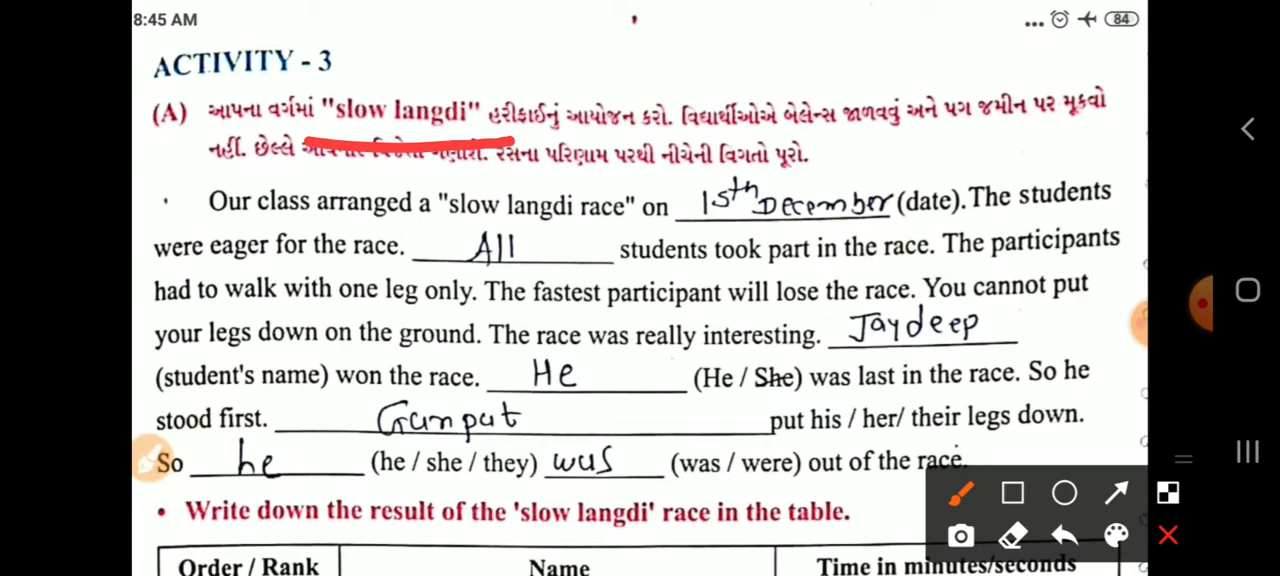 8:45 AM
84
ACTIVITY - 3
(A) આપના વર્ગમાં "slow langdi" હરીફાઈનું આયોજન કરો. વિદ્યાર્થીઓએ બેલેન્સ જાળવવું અને પગ જમીન પર મૂકવો
નહીં. છેલ્લે રેસના પરિણામ પરથી નીચેની વિગતો પૂરો.
Our class arranged a "slow langdi race" on 15th December (date). The students
were eager for the race. All students took part in the race. The participants
had to walk with one leg only. The fastest participant will lose the race. You cannot put
your legs down on the ground. The race was really interesting. Jaydeep
(student's name) won the race. He (He / She) was last in the race. So he
stood first. Ganpat put his / her/ their legs down.
So he (he / she / they) was (was / were) out of the race.
• Write down the result of the 'slow langdi' race in the table.
Order / Rank Name Time in minutes/seconds